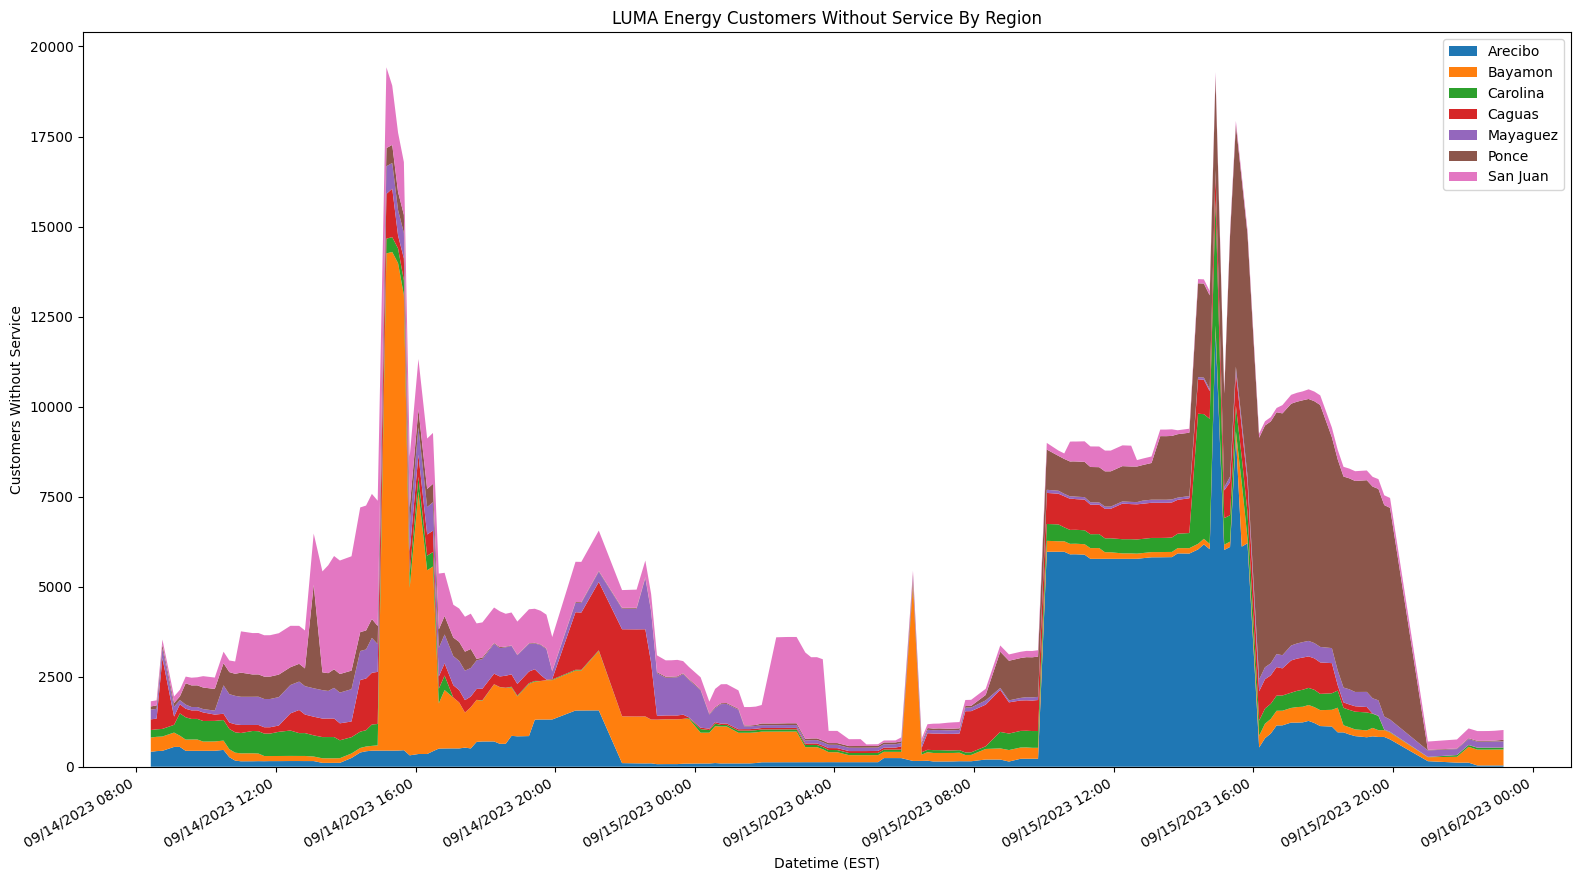 LUMA Energy Customers Without Service By Region
20000
17500
15000
12500
10000
7500
5000
2500
0
Customers Without Service
Arecibo
Bayamon
Carolina
Caguas
Mayaguez
Ponce
San Juan
09/14/2023 08:00
09/14/2023 12:00
09/14/2023 16:00
09/14/2023 20:00
09/15/2023 00:00
09/15/2023 04:00
09/15/2023 08:00
09/15/2023 12:00
09/15/2023 16:00
09/15/2023 20:00
09/16/2023 00:00
Datetime (EST)